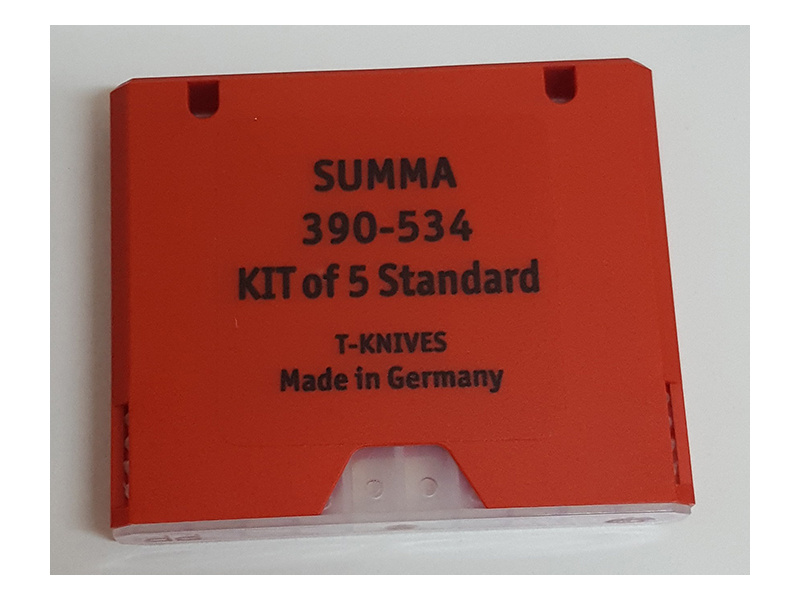 SUMMA
390-534
KIT of 5 Standard
T-KNIVES
Made in Germany